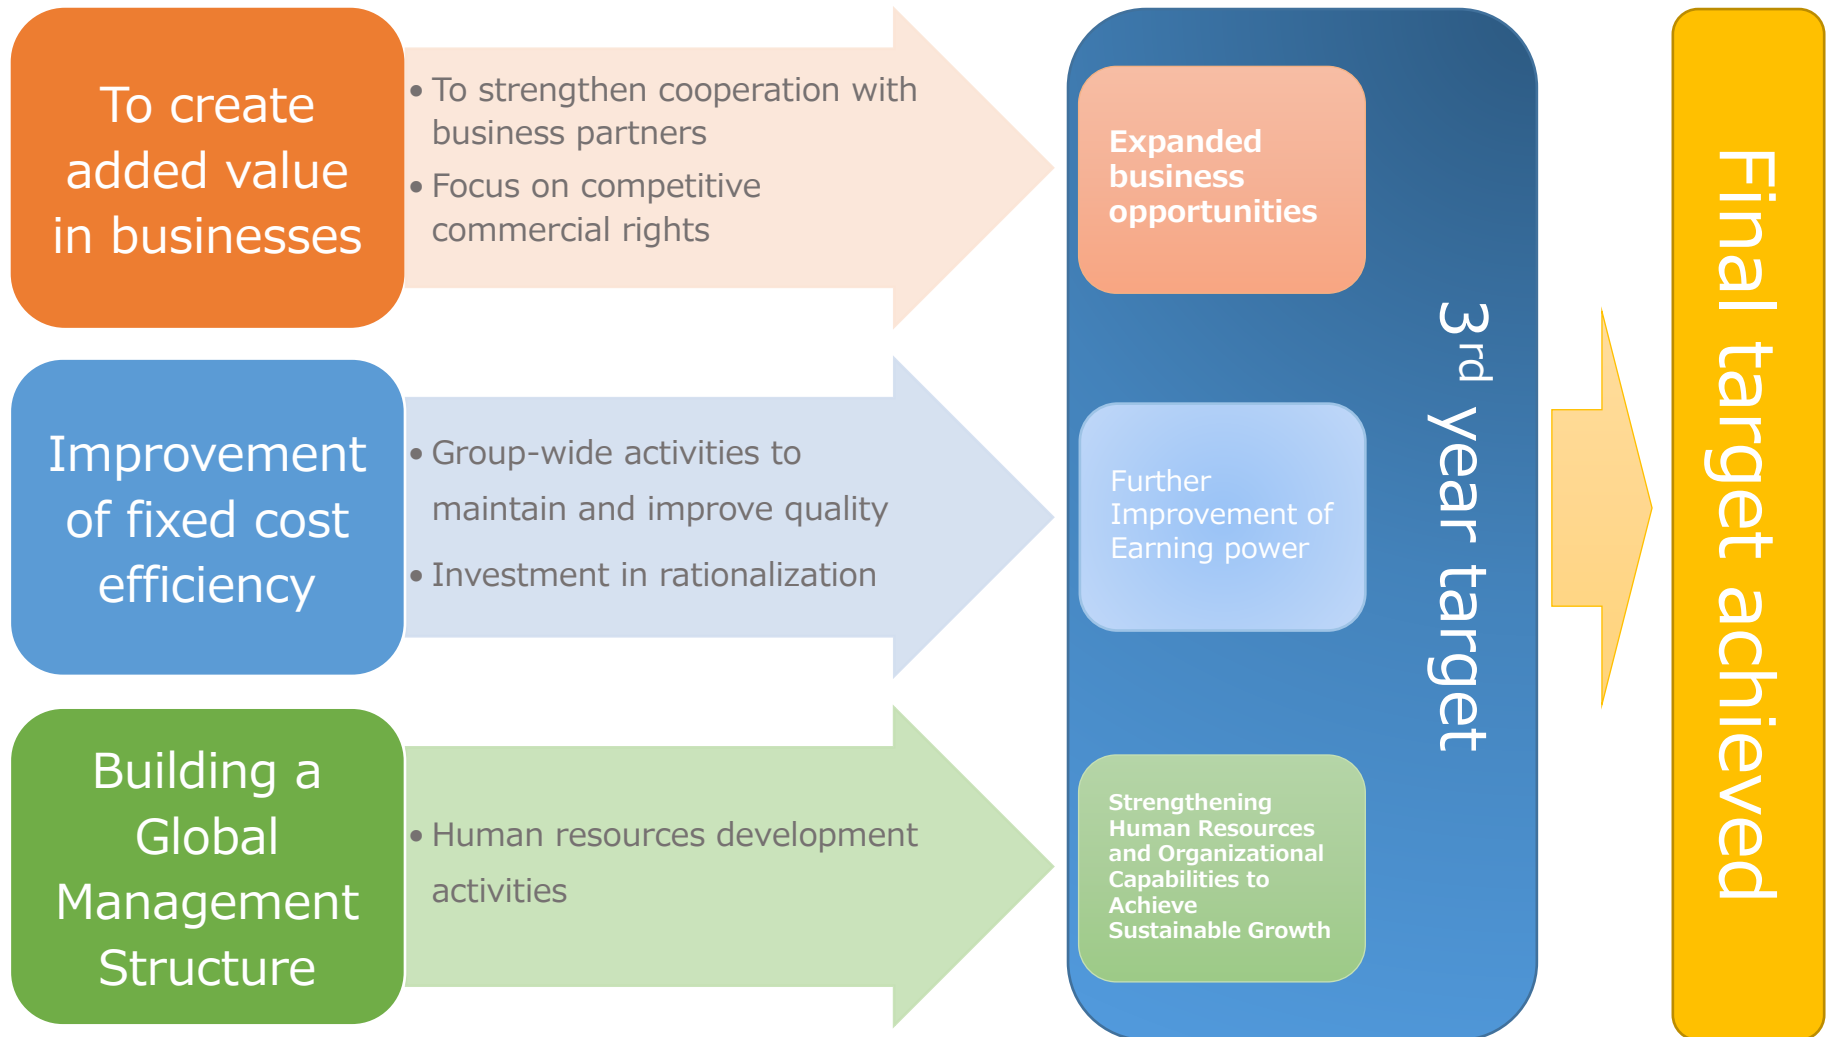 To create
added value
in businesses
• To strengthen cooperation with
business partners
• Focus on competitive
commercial rights
Expanded
business
opportunities
Improvement
of fixed cost
efficiency
• Group-wide activities to
maintain and improve quality
• Investment in rationalization
Further
Improvement of
Earning power
Building a
Global
Management
Structure
• Human resources development
activities
Strengthening
Human Resources
and Organizational
Capabilities to
Achieve
Sustainable Growth
3rd year target
Final target achieved